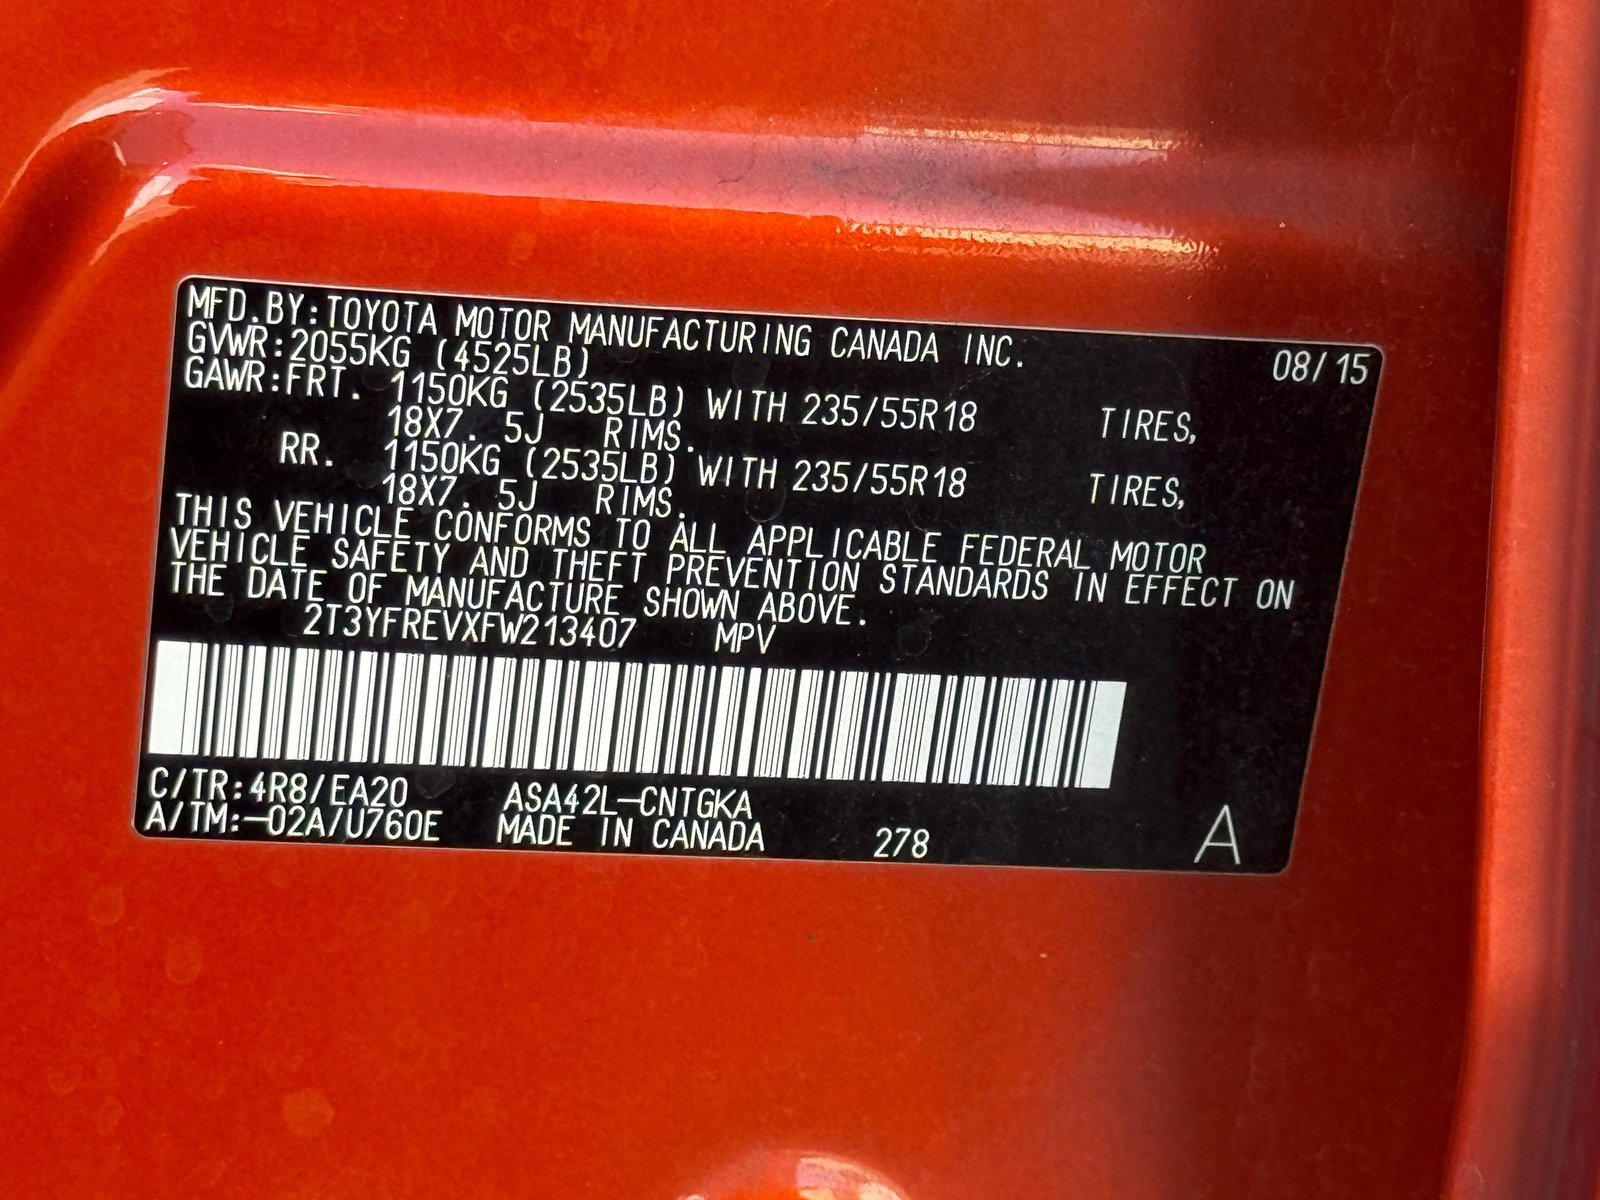 MFD.BY:TOYOTA MOTOR MANUFACTURING CANADA INC. 08/15
GVWR:2055KG (4525LB)
GAWR:FRT. 1150KG (2535LB) WITH 235/55R18 TIRES,
18X7. 5J RIMS.
RR. 1150KG (2535LB) WITH 235/55R18 TIRES,
18X7. 5J RIMS.
THIS VEHICLE CONFORMS TO ALL APPLICABLE FEDERAL MOTOR
VEHICLE SAFETY AND THEFT PREVENTION STANDARDS IN EFFECT ON
THE DATE OF MANUFACTURE SHOWN ABOVE.
2T3YFREVXFW213407 MPV
C/TR:4R8/EA20 ASA42L-CNTGKA
A/TM:-02A/U760E MADE IN CANADA 278 A